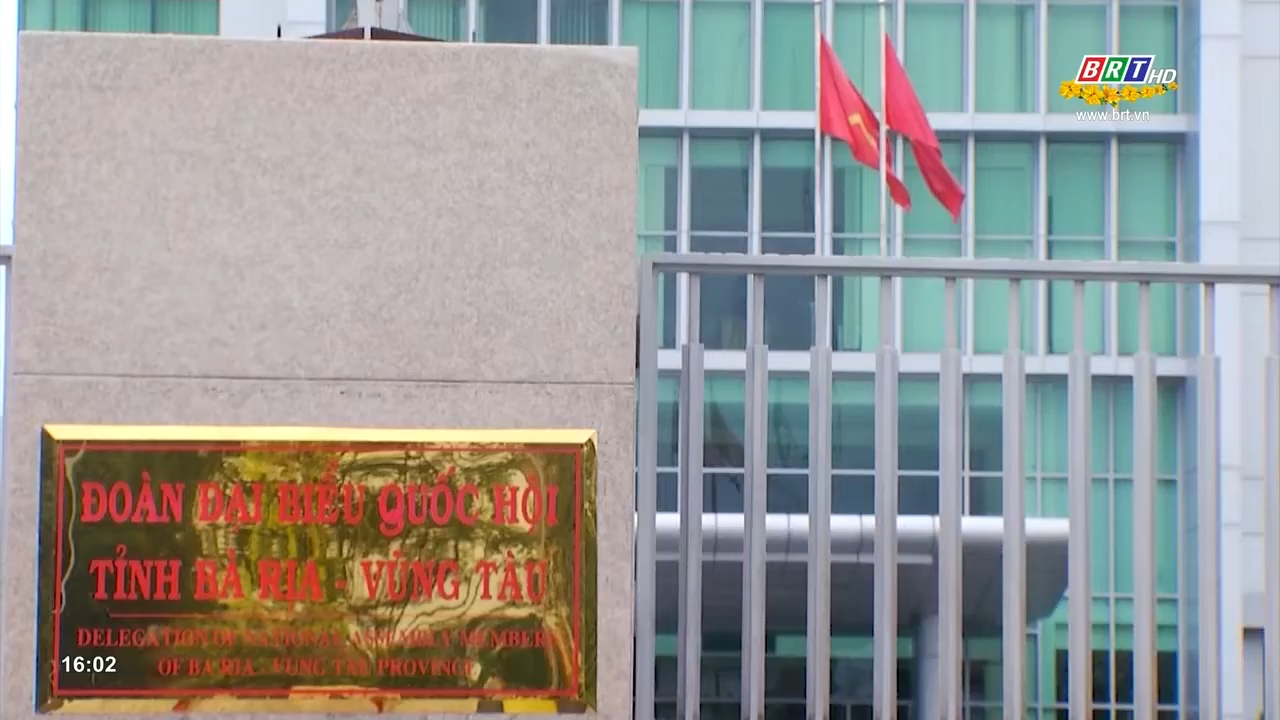 BRT HD
www.brt.vn
ĐOÀN ĐẠI BIỂU QUỐC HỘI
TỈNH BÀ RỊA - VŨNG TÀU
DELEGATION OF NATIONAL ASSEMBLY MEMBERS
OF BA RIA - VUNG TAU PROVINCE
16:02